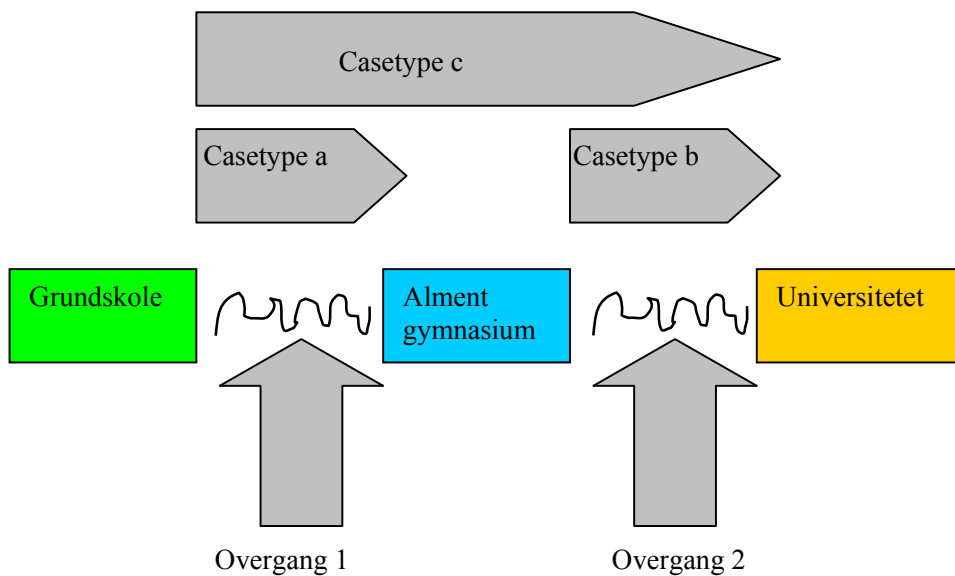 Casetype c
Casetype a
Casetype b
Grundskole
Alment
gymnasium
Universitetet
Overgang 1
Overgang 2